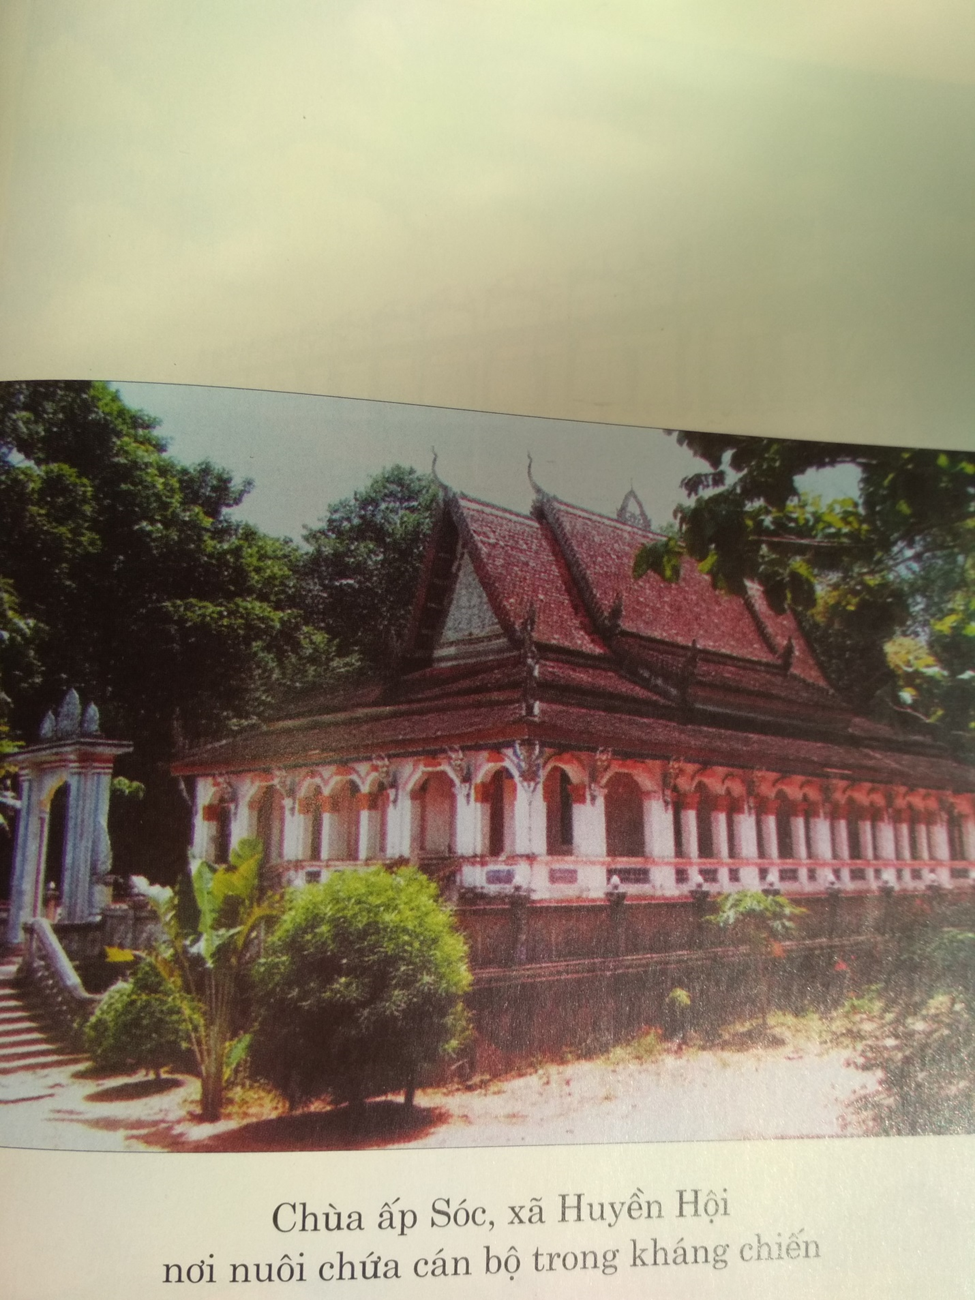 Chùa ấp Sóc, xã Huyền Hội
nơi nuôi chứa cán bộ trong kháng chiến